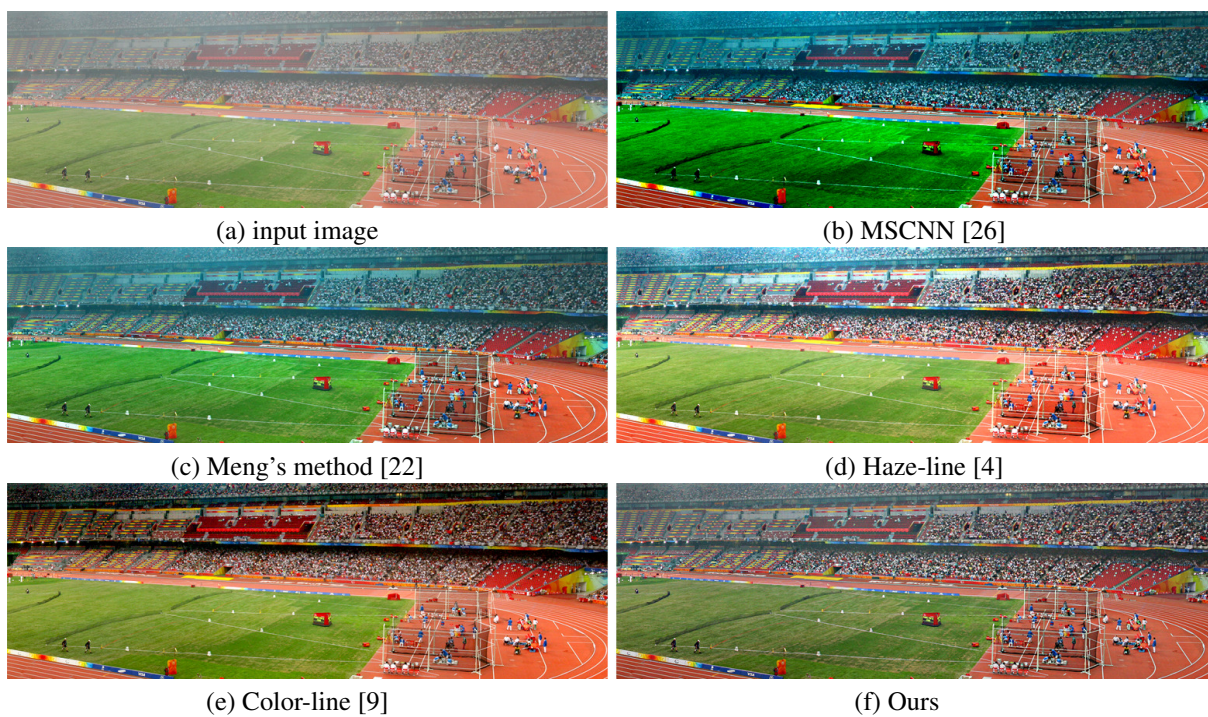 (a) input image
(b) MSCNN [26]
(c) Meng's method [22]
(d) Haze-line [4]
(e) Color-line [9]
(f) Ours